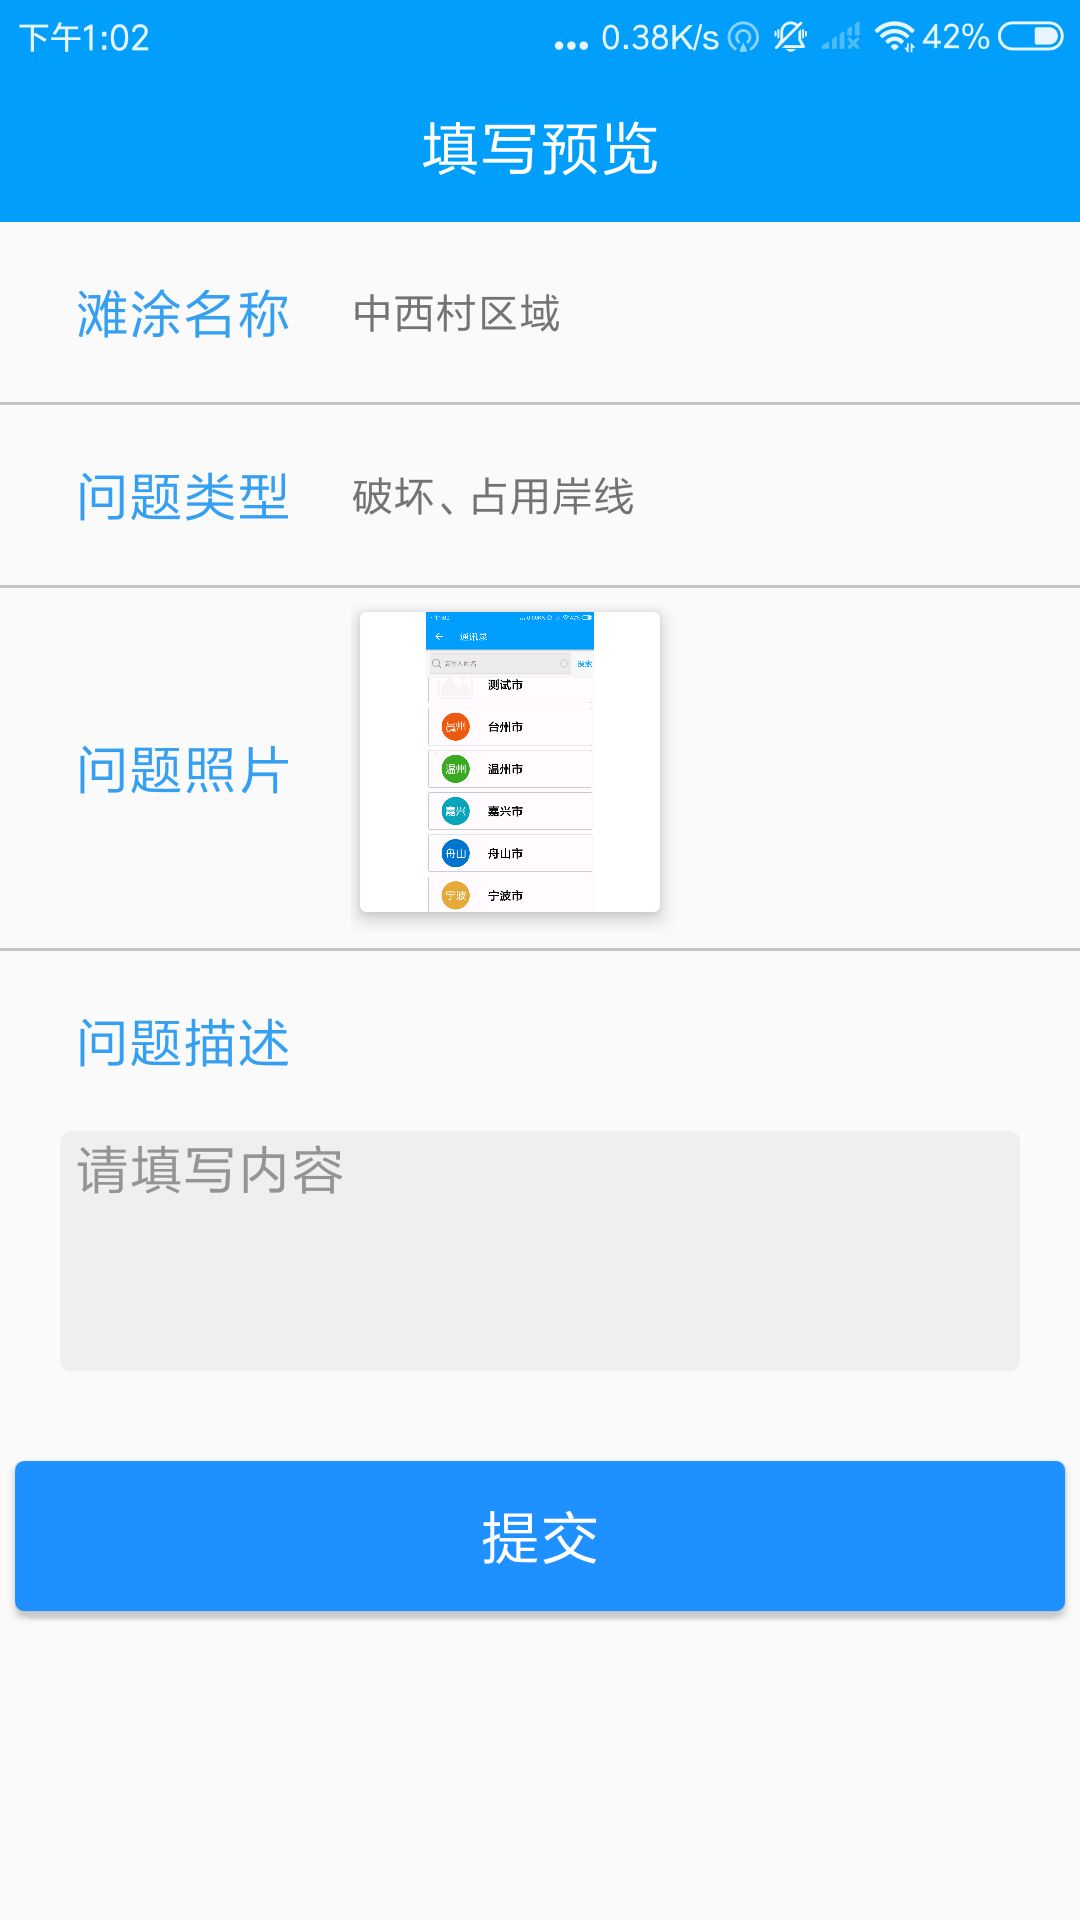 下午1:02
... 0.38K/s 42%
填写预览
滩涂名称 中西村区域
问题类型 破坏、占用岸线
通讯录
搜索
测试市
台州市
温州 温州市
嘉兴 嘉兴市
舟山 舟山市
宁波 宁波市
问题照片
问题描述
请填写内容
提交